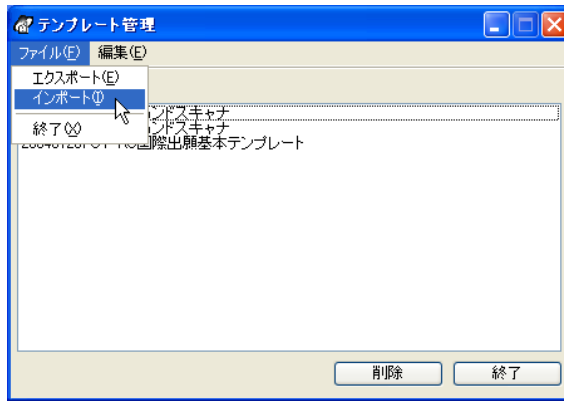 テンプレート管理
ファイル(F) 編集(E)
エクスポート(E)
インポート(I)
終了(X)
ンドスキャナ
ンドスキャナ
国際出願基本テンプレート
削除 終了